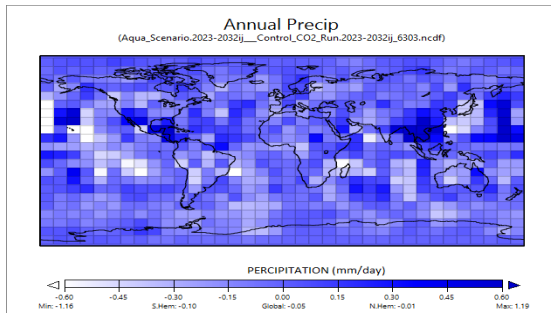 Annual Precip
(Aqua_Scenario.2023-2032ij___Control_CO2_Run.2023-2032ij_6303.ncdf)
PERCIPITATION (mm/day)
-0.60 -0.45 -0.30 -0.15 0.00 0.15 0.30 0.45 0.60
Min: -1.16 S.Hem: -0.10 Global: -0.05 N.Hem: -0.01 Max: 1.19